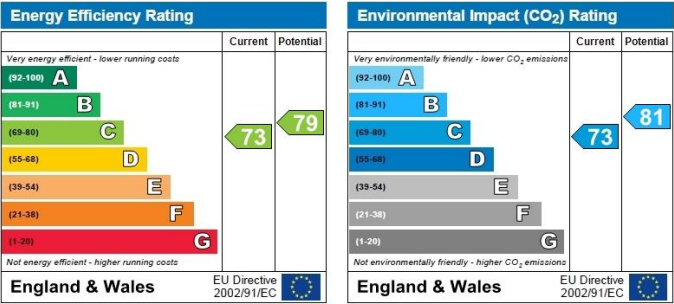 Energy Efficiency Rating
Current Potential
Very energy efficient - lower running costs
(92-100) A
(81-91) B
(69-80) C
(55-68) D
(39-54) E
(21-38) F
(1-20) G
73
79
Not energy efficient - higher running costs
England & Wales
EU Directive
2002/91/EC
Environmental Impact (CO2) Rating
Current Potential
Very environmentally friendly - lower CO2 emissions
(92-100) A
(81-91) B
(69-80) C
(55-68) D
(39-54) E
(21-38) F
(1-20) G
73
81
Not environmentally friendly - higher CO2 emissions
England & Wales
EU Directive
2002/91/EC